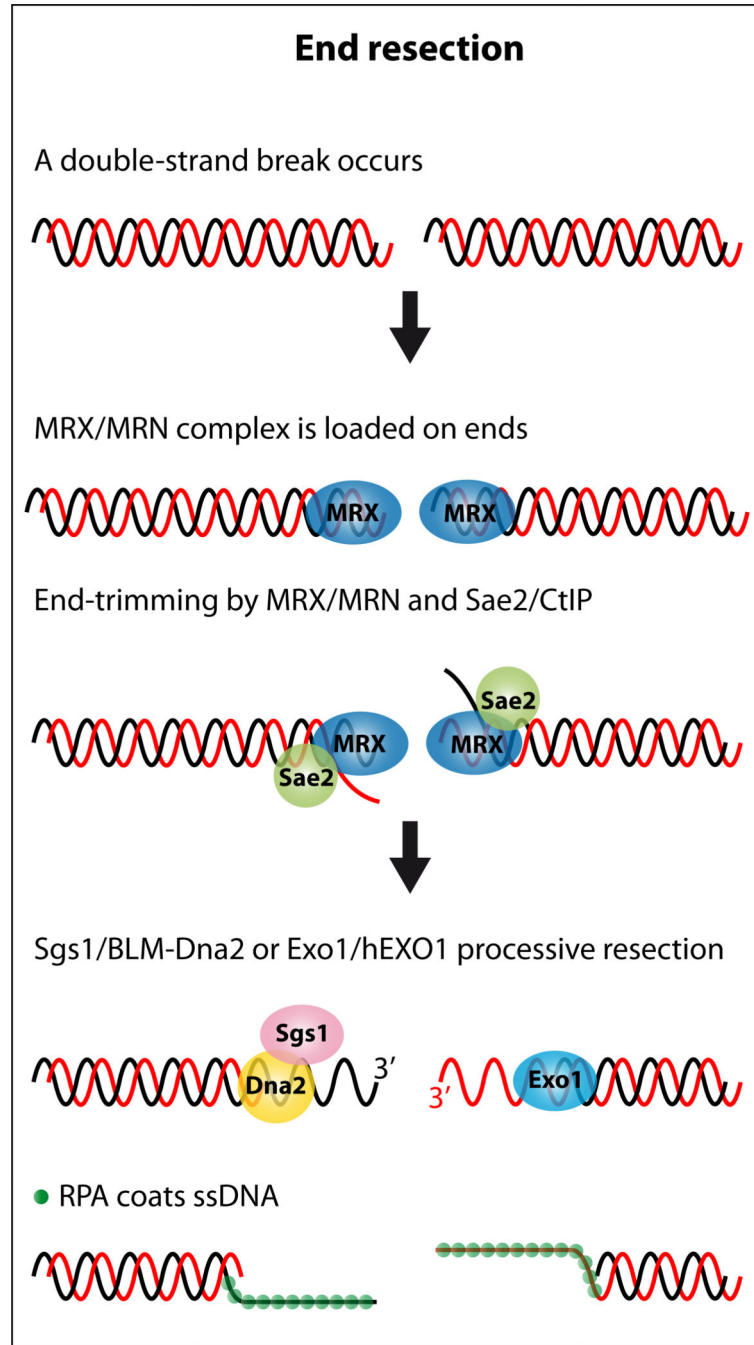 End resection
A double-strand break occurs
MRX/MRN complex is loaded on ends
MRX MRX
End-trimming by MRX/MRN and Sae2/CtIP
Sae2
MRX MRX
Sae2
Sgs1/BLM-Dna2 or Exo1/hEXO1 processive resection
Sgs1
3′
Dna2 Exo1
3′
RPA coats ssDNA